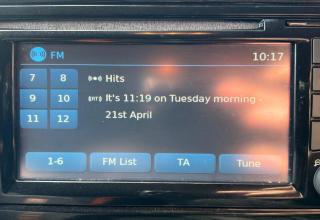 FM
10:17
7 8
Hits
9 10
It's 11:19 on Tuesday morning -
11 12
21st April
1-6
FM List
TA
Tune